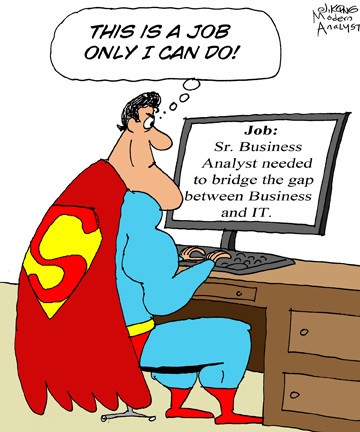 THIS IS A JOB
ONLY I CAN DO!
Modern
Analyst
Job:
Sr. Business
Analyst needed
to bridge the gap
between Business
and IT.
S